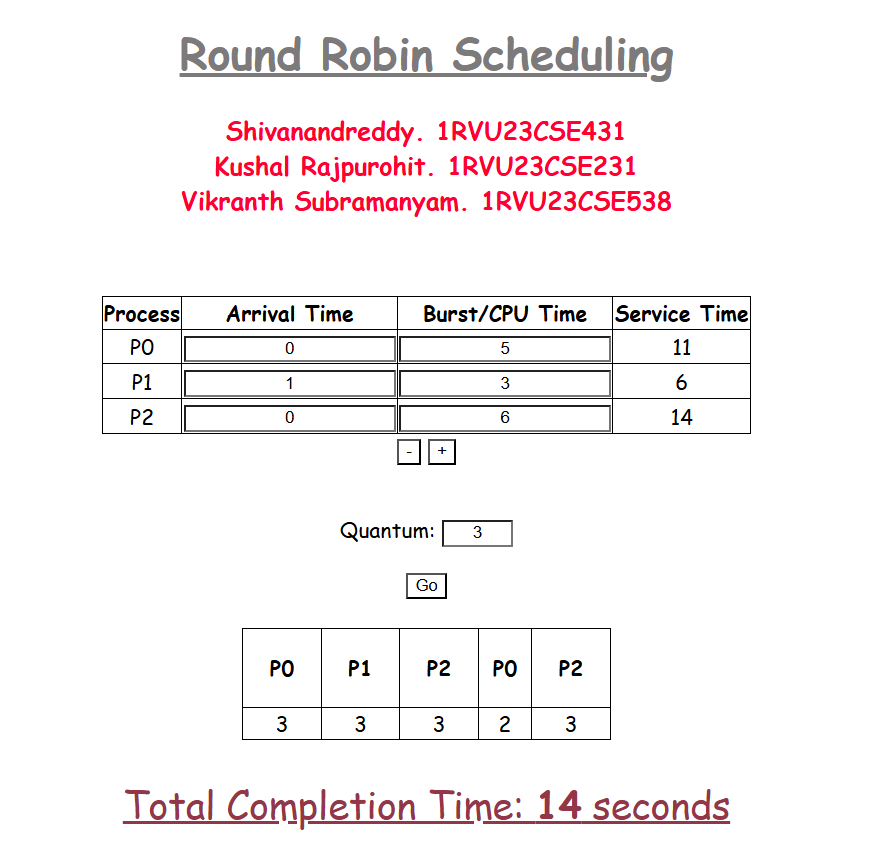 Round Robin Scheduling
Shivanandreddy. 1RVU23CSE431
Kushal Rajpurohit. 1RVU23CSE231
Vikranth Subramanyam. 1RVU23CSE538
Process Arrival Time Burst/CPU Time Service Time
P0 0 5 11
P1 1 3 6
P2 0 6 14
- +
Quantum: 3
Go
P0 P1 P2 P0 P2
3 3 3 2 3
Total Completion Time: 14 seconds